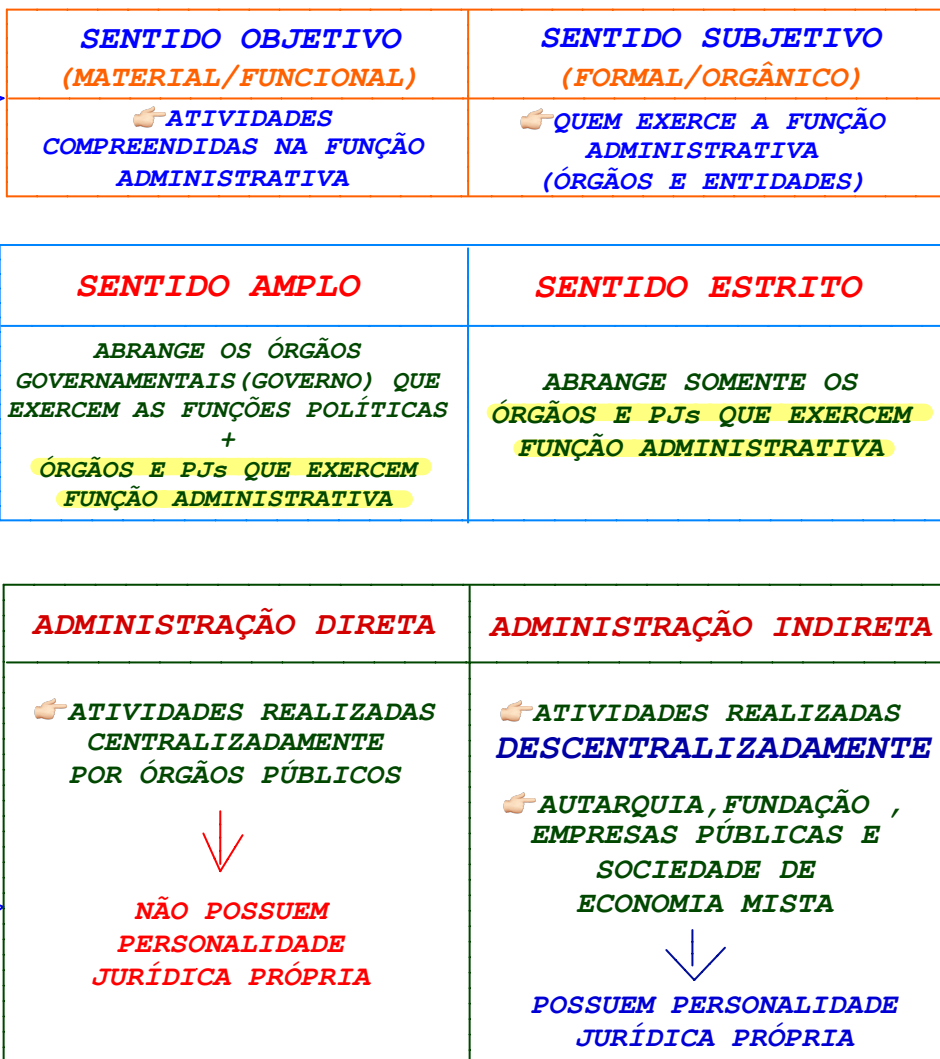 SENTIDO OBJETIVO
(MATERIAL/FUNCIONAL)
👉ATIVIDADES
COMPREENDIDAS NA FUNÇÃO
ADMINISTRATIVA
SENTIDO SUBJETIVO
(FORMAL/ORGÂNICO)
👉QUEM EXERCE A FUNÇÃO
ADMINISTRATIVA
(ÓRGÃOS E ENTIDADES)
SENTIDO AMPLO
ABRANGE OS ÓRGÃOS
GOVERNAMENTAIS(GOVERNO) QUE
EXERCEM AS FUNÇÕES POLÍTICAS
+
ÓRGÃOS E PJs QUE EXERCEM
FUNÇÃO ADMINISTRATIVA
SENTIDO ESTRITO
ABRANGE SOMENTE OS
ÓRGÃOS E PJs QUE EXERCEM
FUNÇÃO ADMINISTRATIVA
ADMINISTRAÇÃO DIRETA
👉ATIVIDADES REALIZADAS
CENTRALIZADAMENTE
POR ÓRGÃOS PÚBLICOS
NÃO POSSUEM
PERSONALIDADE
JURÍDICA PRÓPRIA
ADMINISTRAÇÃO INDIRETA
👉ATIVIDADES REALIZADAS
DESCENTRALIZADAMENTE
👉AUTARQUIA,FUNDAÇÃO ,
EMPRESAS PÚBLICAS E
SOCIEDADE DE
ECONOMIA MISTA
POSSUEM PERSONALIDADE
JURÍDICA PRÓPRIA